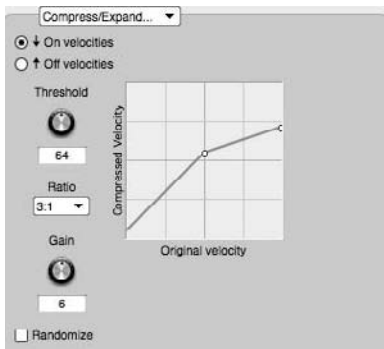 Compress/Expand...
On velocities
Off velocities
Threshold
64
Ratio
3:1
Gain
6
Randomize
Compressed Velocity
Original velocity